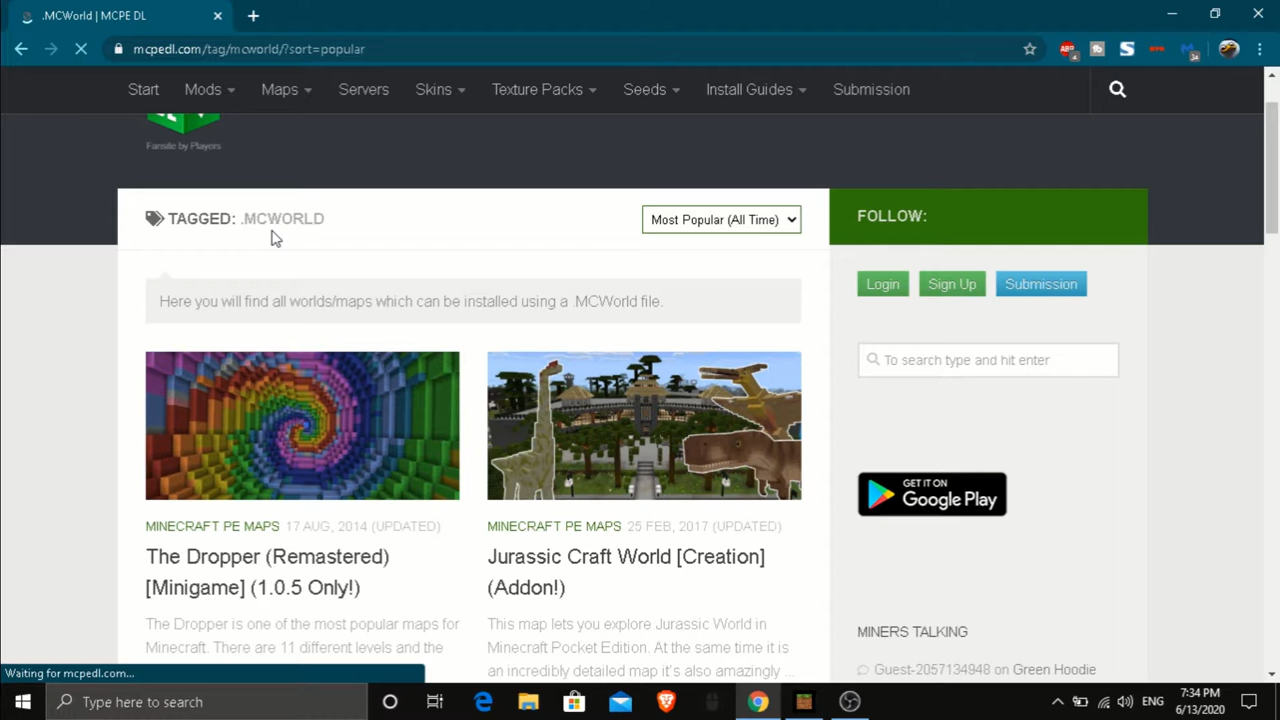 .MCWorld | MCPE DL
mcpedl.com/tag/mcworld/?sort=popular
ABP
4
34
Start Mods Maps Servers Skins Texture Packs Seeds Install Guides Submission
Fansite by Players
TAGGED: .MCWORLD
Most Popular (All Time)
FOLLOW:
Here you will find all worlds/maps which can be installed using a .MCWorld file.
Login Sign Up Submission
To search type and hit enter
GET IT ON
Google Play
MINECRAFT PE MAPS 17 AUG, 2014 (UPDATED)
The Dropper (Remastered)
[Minigame] (1.0.5 Only!)
The Dropper is one of the most popular maps for
Minecraft. There are 11 different levels and the
MINECRAFT PE MAPS 25 FEB, 2017 (UPDATED)
Jurassic Craft World [Creation]
(Addon!)
This map lets you explore Jurassic World in
Minecraft Pocket Edition. At the same time it is
an incredibly detailed map it's also amazingly ...
MINERS TALKING
Guest-2057134948 on Green Hoodie
Waiting for mcpedl.com...
Type here to search
ENG
7:34 PM
6/13/2020